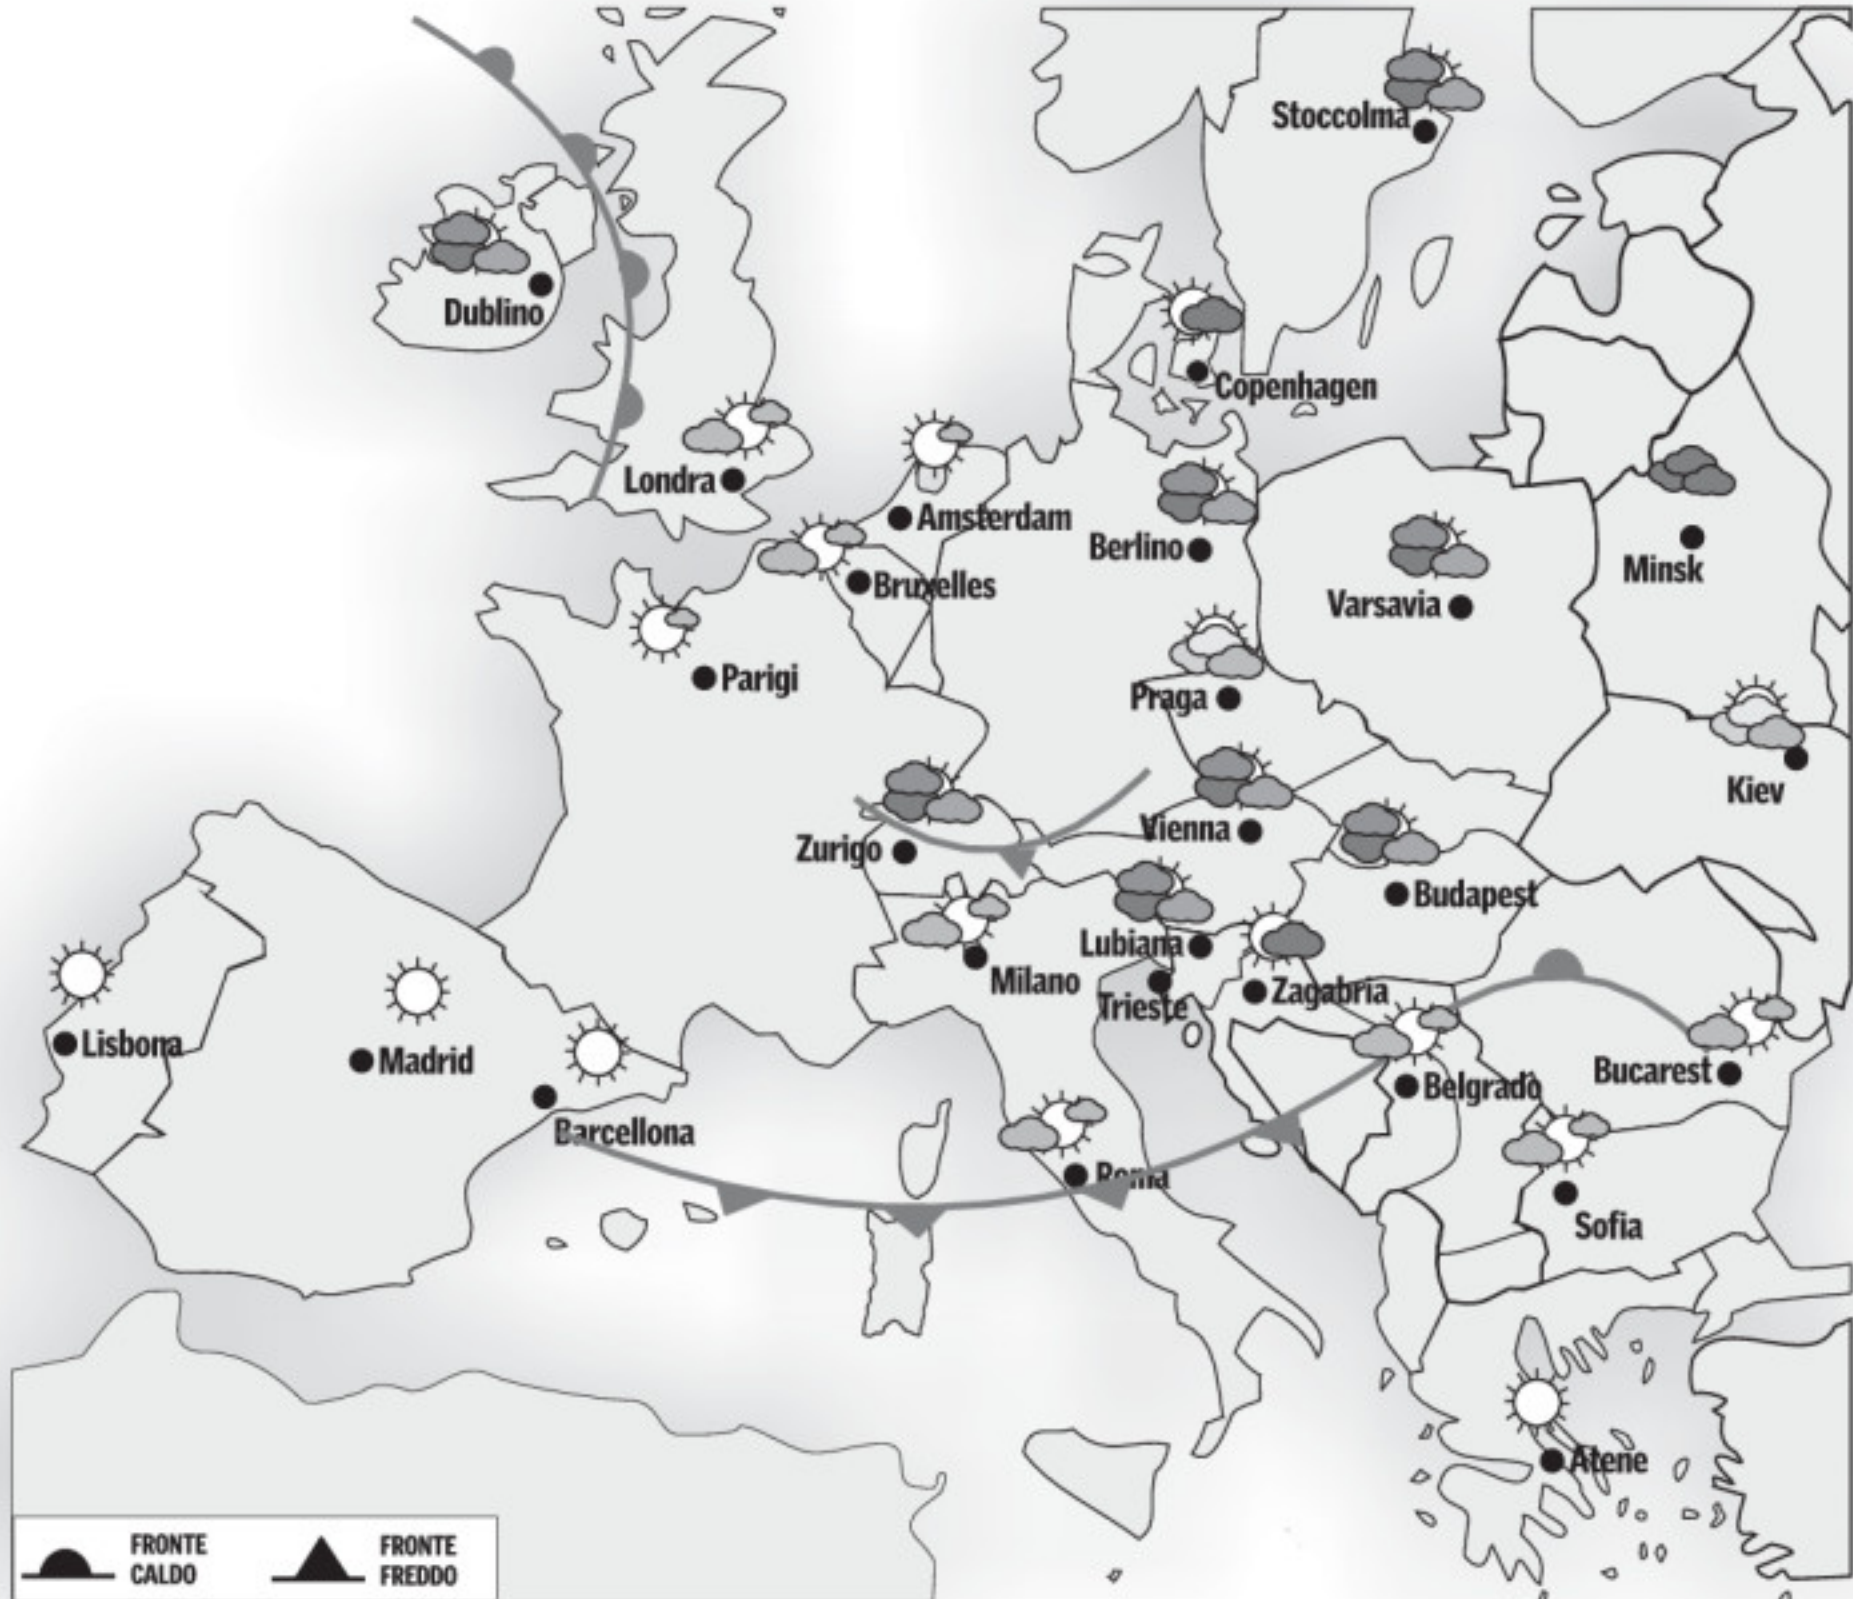 Stoccolma
Dublino
Copenhagen
Londra
Amsterdam
Berlino
Minsk
Bruxelles
Varsavia
Parigi
Praga
Kiev
Vienna
Zurigo
Budapest
Lubiana
Milano
Trieste
Zagabria
Lisbona
Madrid
Bucarest
Belgrado
Barcellona
Roma
Sofia
Atene
FRONTE
CALDO
FRONTE
FREDDO